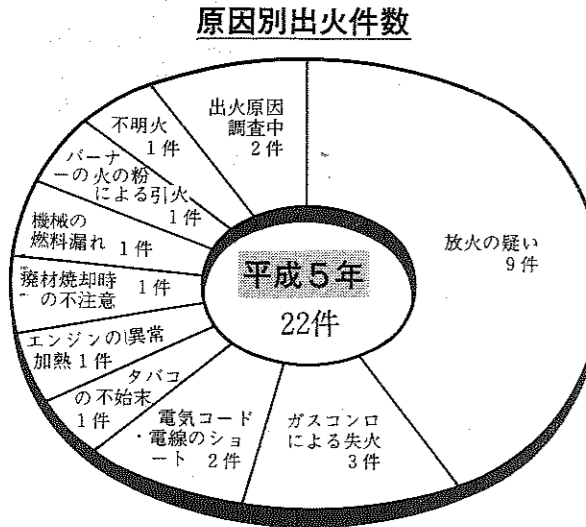 原因別出火件数
出火原因
調査中
2件
不明火
1件
バーナ
ーの火の粉
による引火
1件
機械の
燃料漏れ 1件
廃材焼却時 1件
の不注意
エンジンの異常
加熱1件
タバコ
の不始末
1件
電気コード
・電線のショ
ート 2件
ガスコンロ
による失火
3件
放火の疑い
9件
平成5年
22件